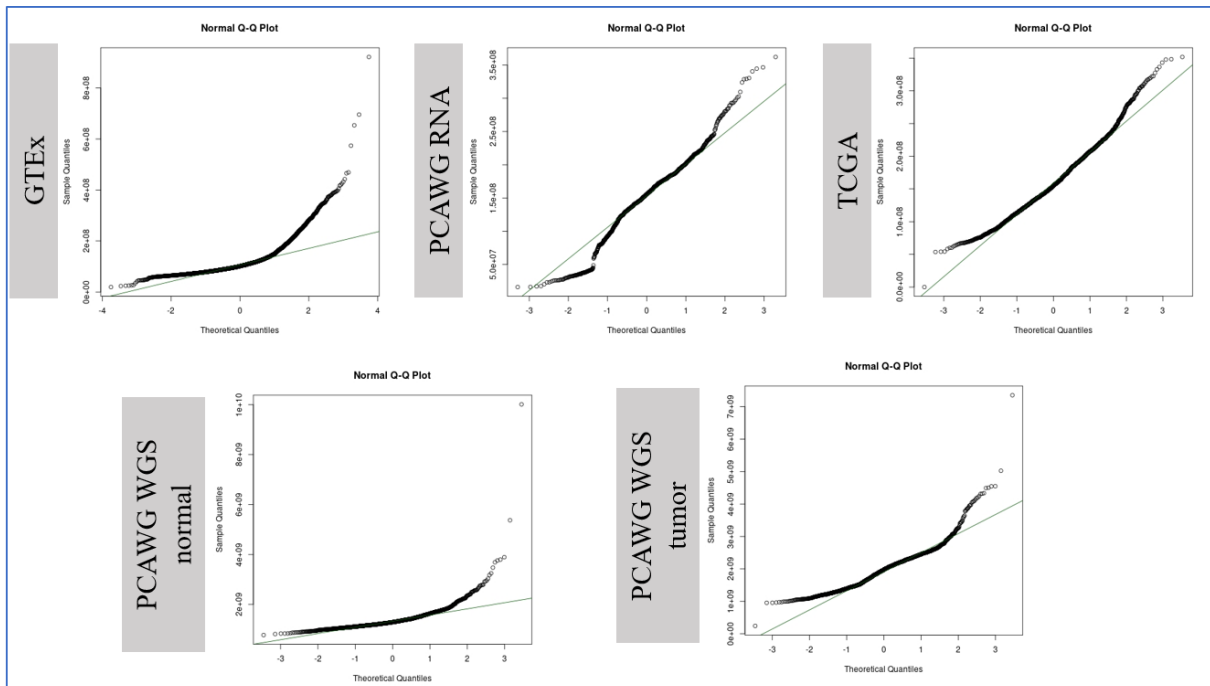 GTEx
Normal Q-Q Plot
Sample Quantiles
0e+00 2e+08 4e+08 6e+08 8e+08
-4 -2 0 2 4
Theoretical Quantiles
PCAWG RNA
Normal Q-Q Plot
5.0e+07 1.5e+08 2.5e+08 3.5e+08
-3 -2 -1 0 1 2 3
Theoretical Quantiles
TCGA
Normal Q-Q Plot
Sample Quantiles
0.0e+00 1.0e+08 2.0e+08 3.0e+08
-3 -2 -1 0 1 2 3
Theoretical Quantiles
PCAWG WGS
normal
Normal Q-Q Plot
Sample Quantiles
2e+09 4e+09 6e+09 8e+09 1e+10
-3 -2 -1 0 1 2 3
Theoretical Quantiles
PCAWG WGS
tumor
Normal Q-Q Plot
Sample Quantiles
0e+00 1e+09 2e+09 3e+09 4e+09 5e+09 6e+09 7e+09
-3 -2 -1 0 1 2 3
Theoretical Quantiles